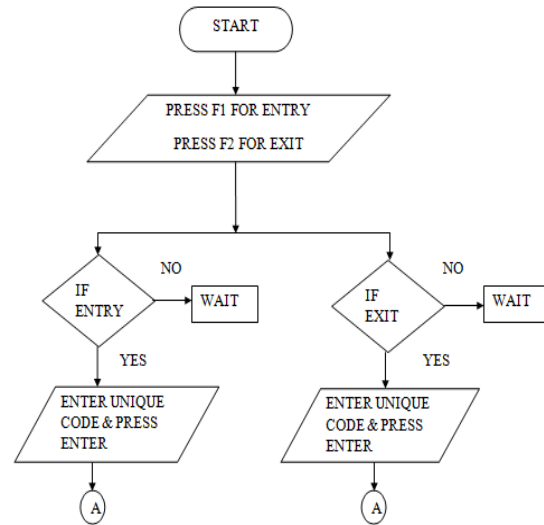 START
PRESS F1 FOR ENTRY
PRESS F2 FOR EXIT
NO
IF
ENTRY
WAIT
YES
NO
IF
EXIT
WAIT
YES
ENTER UNIQUE
CODE & PRESS
ENTER
ENTER UNIQUE
CODE & PRESS
ENTER
A
A